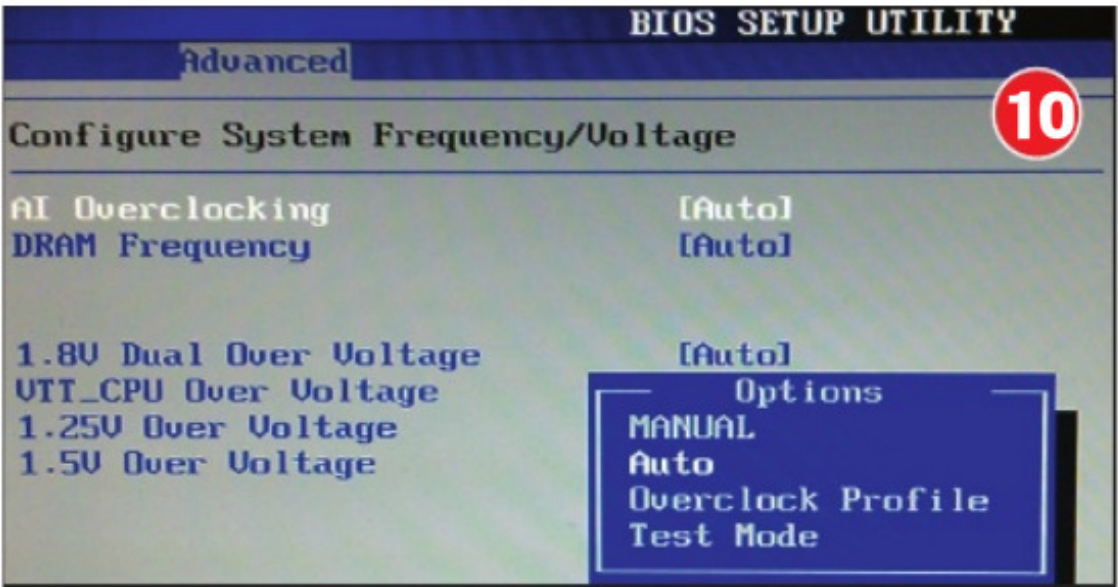 BIOS SETUP UTILITY
Advanced
10
Configure System Frequency/Voltage
AI Overclocking [Auto]
DRAM Frequency [Auto]
1.8V Dual Over Voltage [Auto]
VTT_CPU Over Voltage
1.25V Over Voltage
1.5V Over Voltage
Options
MANUAL
Auto
Overclock Profile
Test Mode